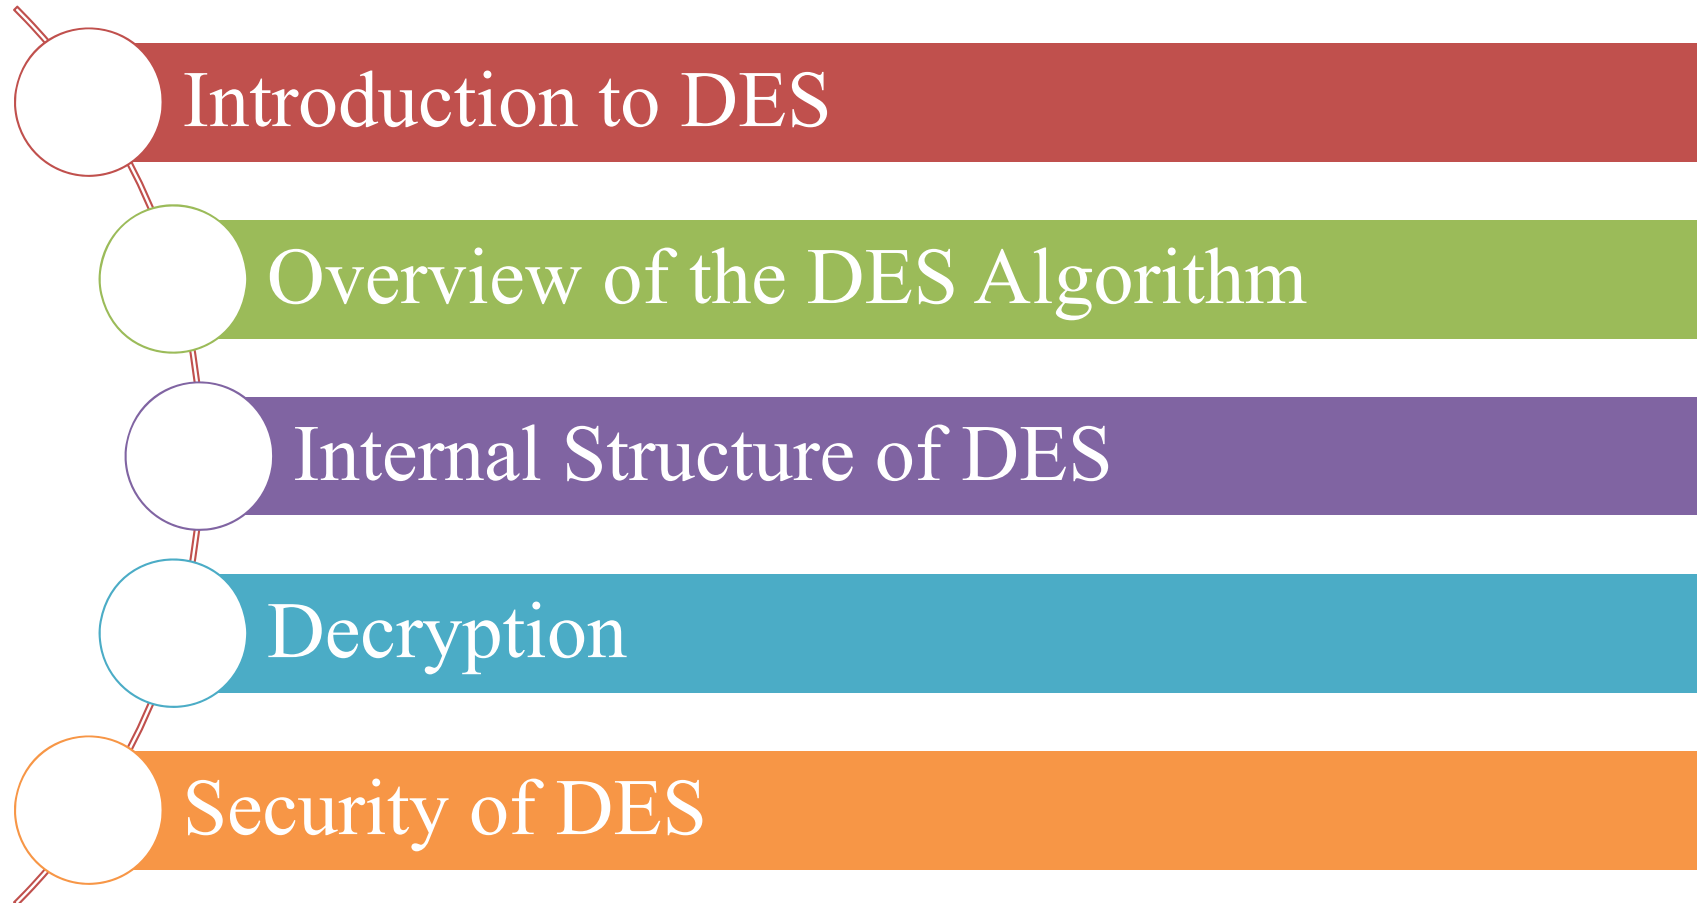 Introduction to DES
Overview of the DES Algorithm
Internal Structure of DES
Decryption
Security of DES